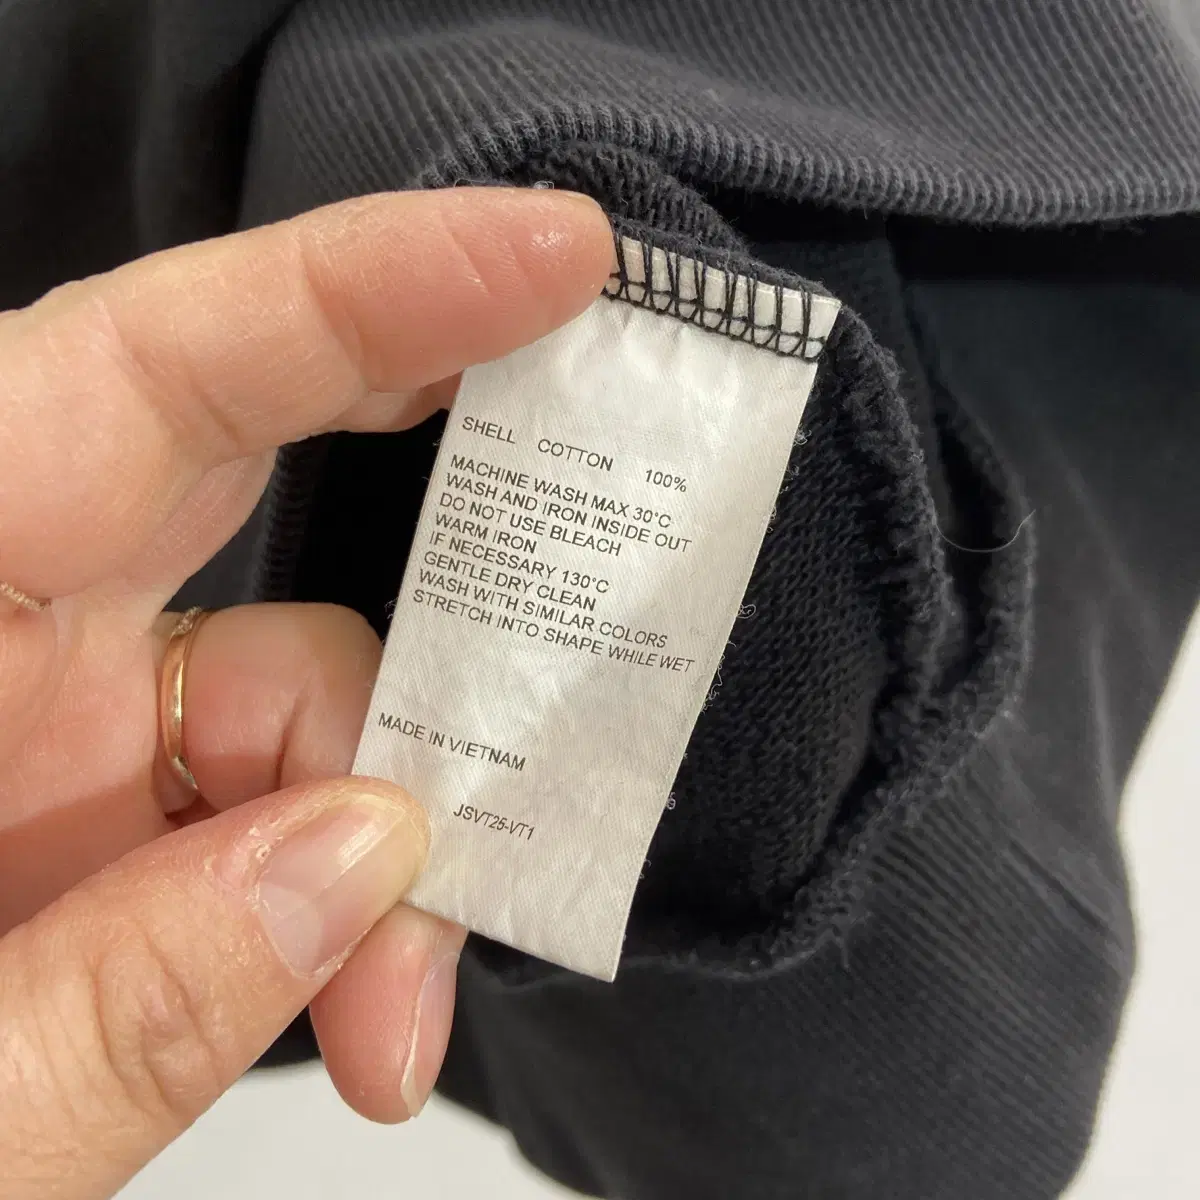 SHELL COTTON 100%
MACHINE WASH MAX 30°C
WASH AND IRON INSIDE OUT
DO NOT USE BLEACH
WARM IRON
IF NECESSARY 130°C
GENTLE DRY CLEAN
WASH WITH SIMILAR COLORS
STRETCH INTO SHAPE WHILE WET
MADE IN VIETNAM
JSVT25-VT1